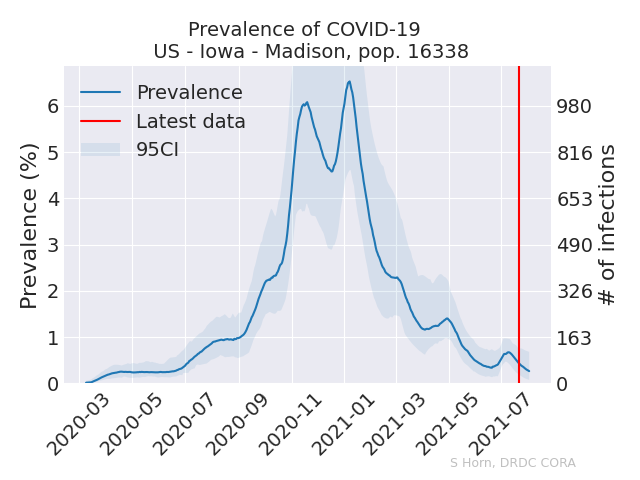 Prevalence of COVID-19
US - Iowa - Madison, pop. 16338
Prevalence
Latest data
95CI
Prevalence (%)
6
5
4
3
2
1
0
980
816
653
490
326
163
0
# of infections
2020-03
2020-05
2020-07
2020-09
2020-11
2021-01
2021-03
2021-05
2021-07
S Horn, DRDC CORA